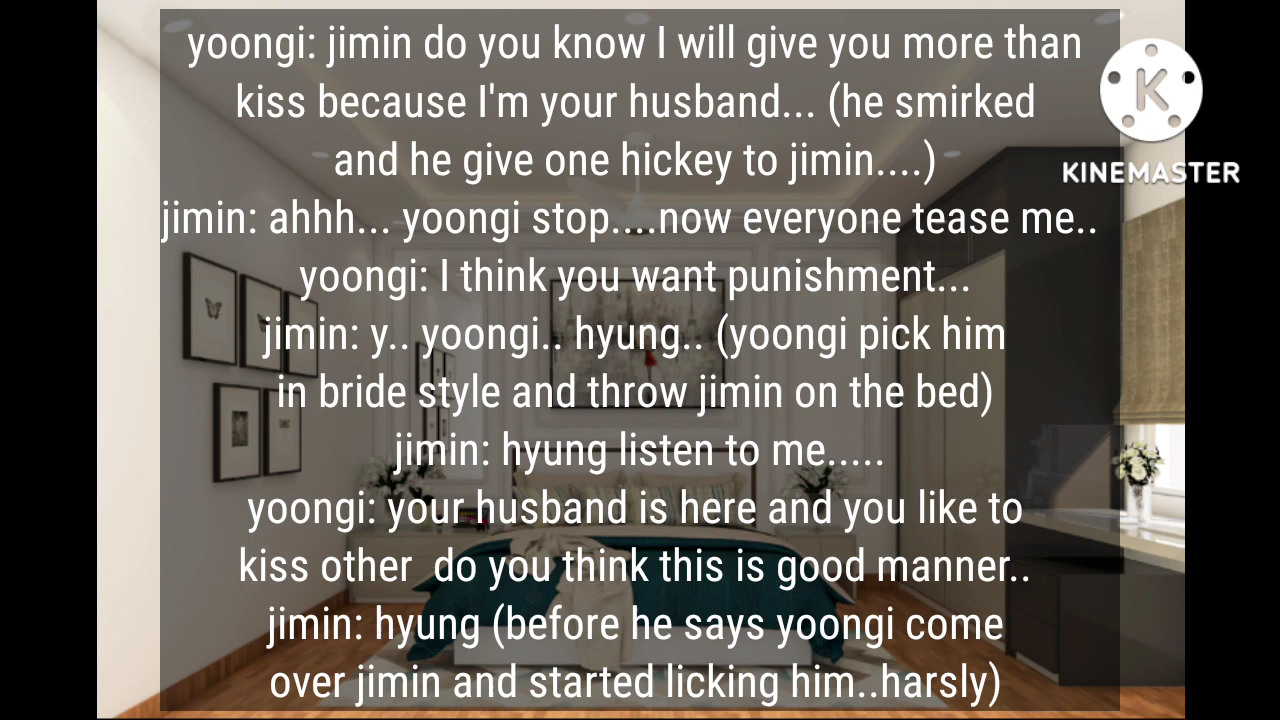 yoongi: jimin do you know I will give you more than
kiss because I'm your husband... (he smirked
and he give one hickey to jimin....)
jimin: ahhh... yoongi stop....now everyone tease me..
yoongi: I think you want punishment...
jimin: y.. yoongi.. hyung.. (yoongi pick him
in bride style and throw jimin on the bed)
jimin: hyung listen to me.....
yoongi: your husband is here and you like to
kiss other  do you think this is good manner..
jimin: hyung (before he says yoongi come
over jimin and started licking him..harsly)
K
KINEMASTER